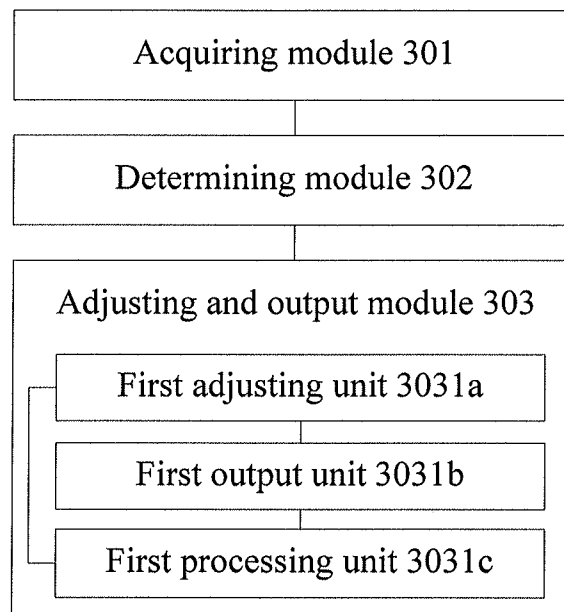 Acquiring module 301
Determining module 302
Adjusting and output module 303
First adjusting unit 3031a
First output unit 3031b
First processing unit 3031c